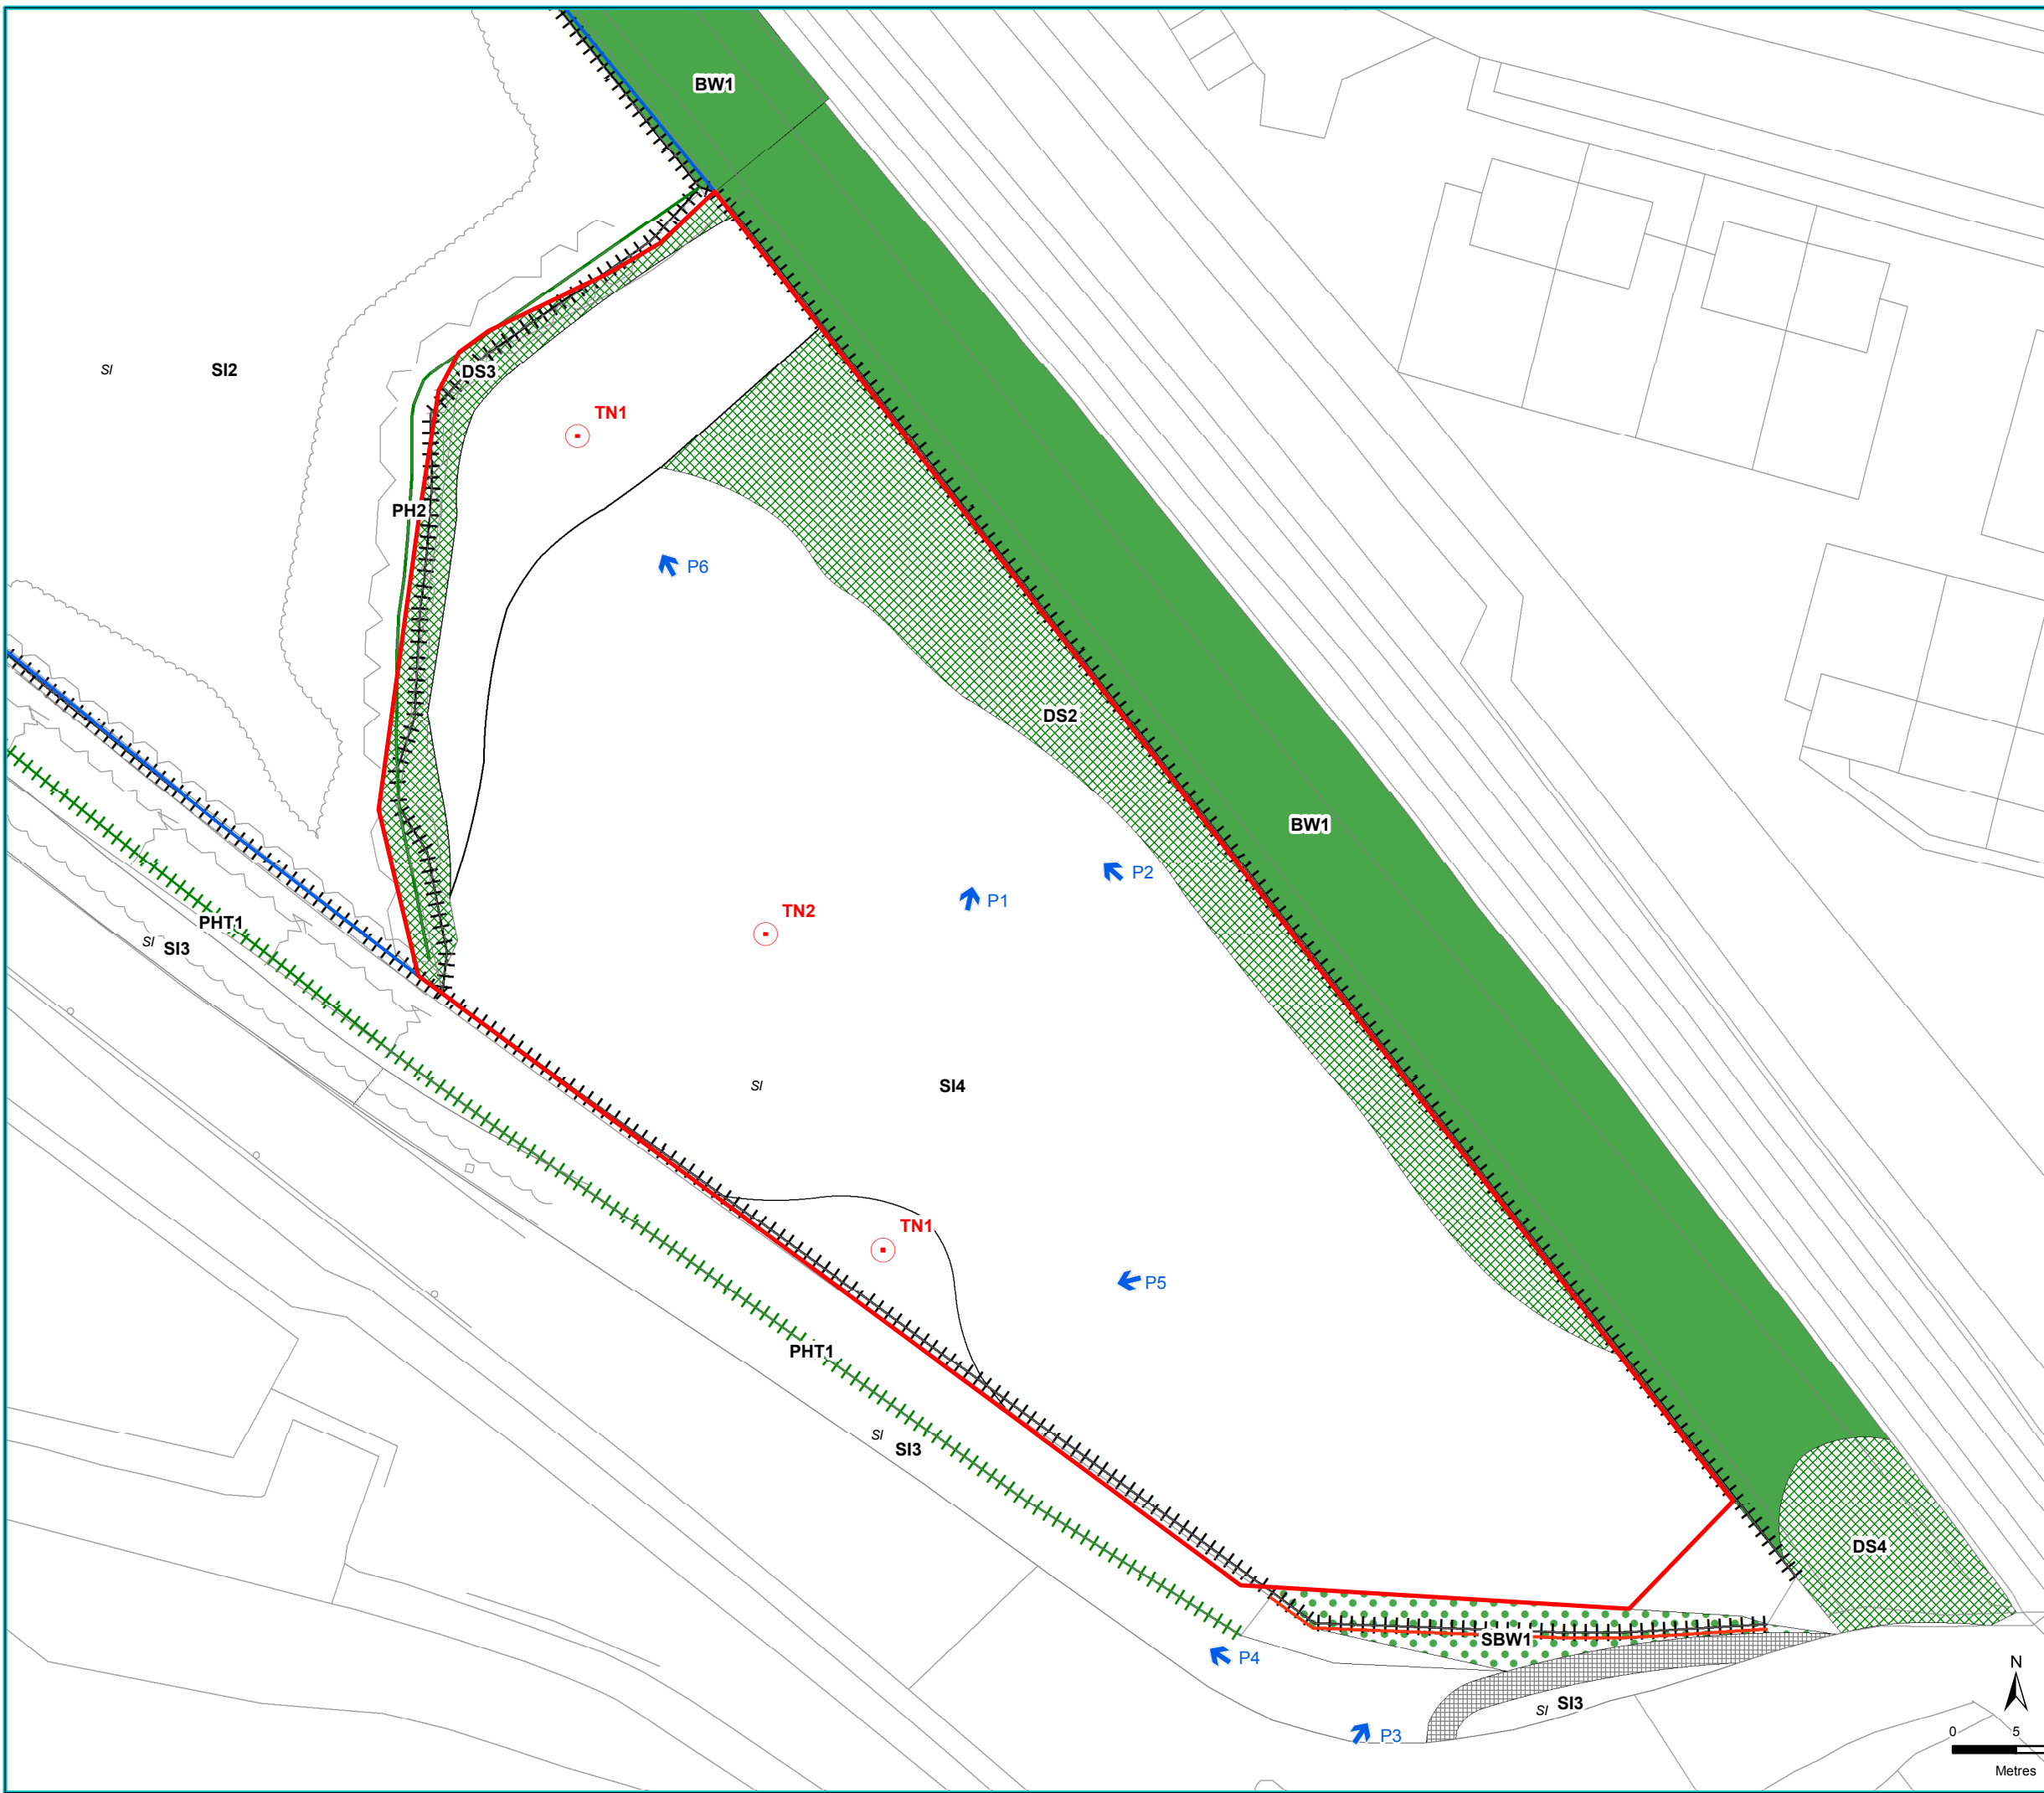 BW1
SI SI2
DS3
TN1
PH2
P6
DS2
BW1
P2
P1
TN2
PHT1
SI SI3
SI SI4
TN1
P5
PHT1
SI SI3
DS4
SBW1
P4
SI SI3
P3
N
0 5
Metres